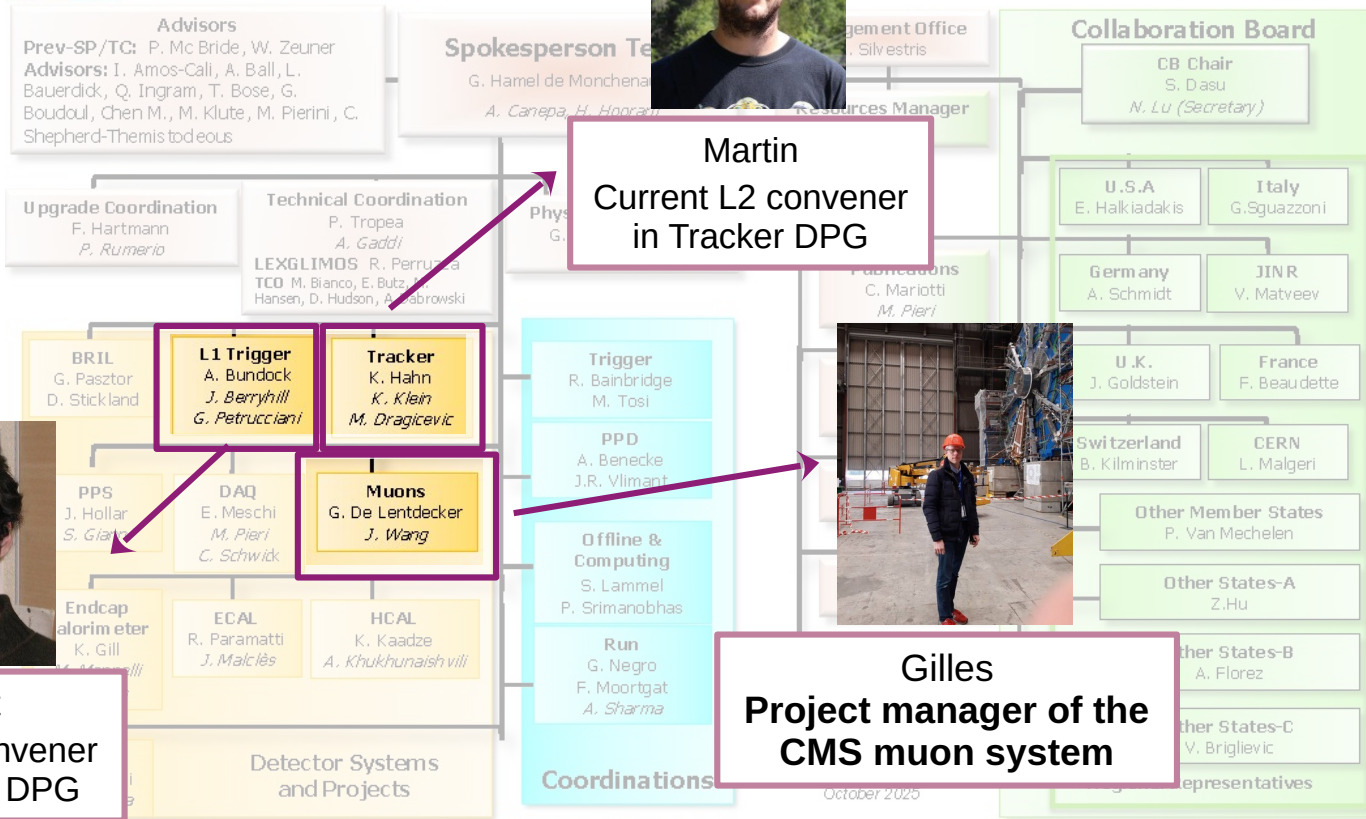 Advisors
Prev-SP/TC: P. Mc Bride, W. Zeuner
Advisors: I. Amos-Cali, A. Ball, L.
Bauerdick, Q. Ingram, T. Bose, G.
Boudoul, Chen M., M. Klute, M. Pierini, C.
Shepherd-Themistodeous
Spokesperson Te
G. Hamel de Monchenau
A. Canepa, H. Hoorani
gement Office
Silvestris
Resources Manager
Collaboration Board
CB Chair
S. Dasu
N. Lu (Secretary)
Martin
Current L2 convener
in Tracker DPG
Upgrade Coordination
F. Hartmann
P. Rumerio
Technical Coordination
P. Tropea
A. Gaddi
LEXGLIMOS R. Perruzza
TCO M. Bianco, E. Butz,
Hansen, D. Hudson, A. Dabrowski
Phys
G.
Publications
C. Mariotti
M. Pieri
U.S.A
E. Halkiadakis
Italy
G.Sguazzoni
Germany
A. Schmidt
JINR
V. Matveev
U.K.
J. Goldstein
France
F. Beaudette
Switzerland
B. Kilminster
CERN
L. Malgeri
Other Member States
P. Van Mechelen
Other States-A
Z.Hu
ther States-B
A. Florez
ther States-C
V. Brigljevic
epresentatives
BRIL
G. Pasztor
D. Stickland
L1 Trigger
A. Bundock
J. Berryhill
G. Petrucciani
Tracker
K. Hahn
K. Klein
M. Dragicevic
PPS
J. Hollar
S. Giann
DAQ
E. Meschi
M. Pieri
C. Schwick
Muons
G. De Lentdecker
J. Wang
Endcap
alorimeter
K. Gill
ECAL
R. Paramatti
J. Malclès
HCAL
K. Kaadze
A. Khukhunaishvili
Detector Systems
and Projects
Trigger
R. Bainbridge
M. Tosi
PPD
A. Benecke
J.R. Vlimant
Offline &
Computing
S. Lammel
P. Srimanobhas
Run
G. Negro
F. Moortgat
A. Sharma
Coordinations
Gilles
Project manager of the
CMS muon system
nvener
DPG
October 2025